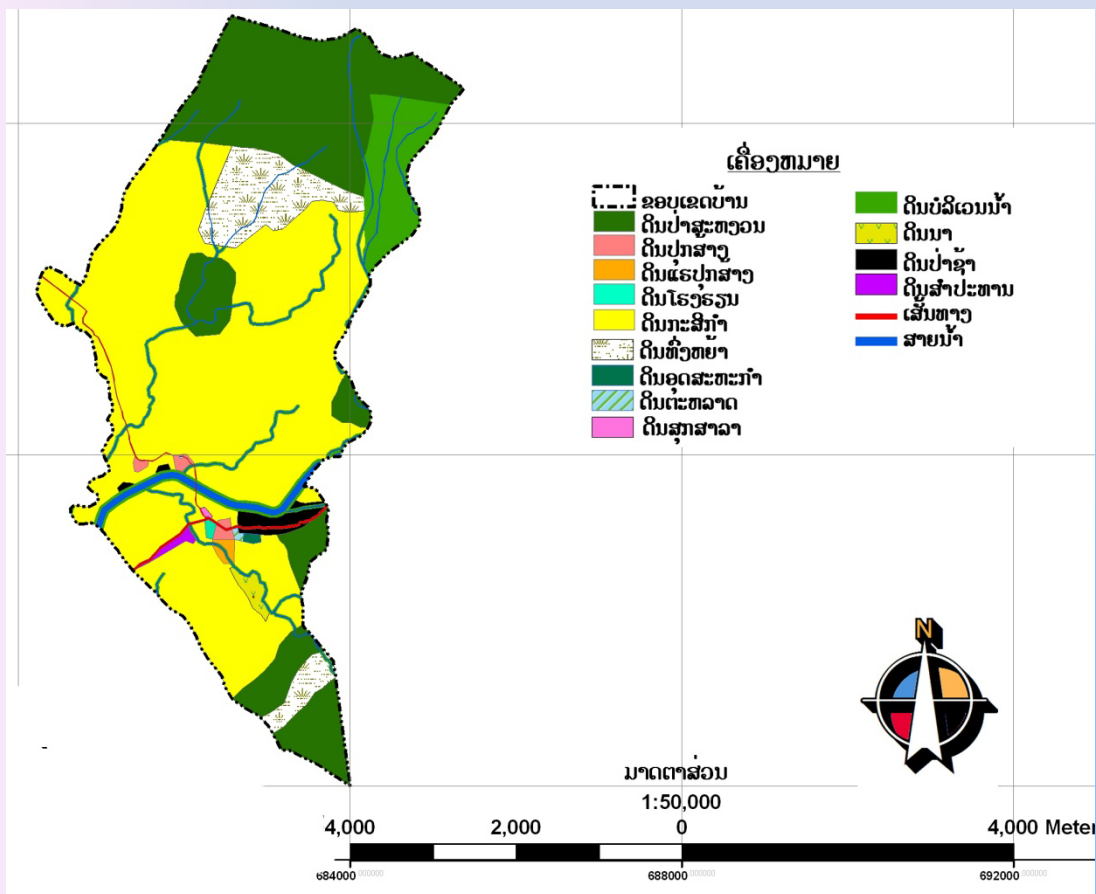 ເຄື່ອງຫມາຍ
ຂອບເຂດບ້ານ
ດິນປ່າສະຫງວນ
ດິນປຸກສາງ
ດິນແຮປຸກສ້າງ
ດິນໂຮງຮຽນ
ດິນກະສິກຳ
ດິນທົ່ງຫຍ້າ
ດິນອຸດສະຫະກຳ
ດິນຕະຫລາດ
ດິນສຸກສາລາ
ດິນບໍລິເວນນ້ຳ
ດິນນາ
ດິນປ່າຊ້າ
ດິນສຳປະທານ
ເສັ້ນທາງ
ສາຍນ້ຳ
N
ມາດຕາສ່ວນ
1:50,000
4,000 2,000 0 4,000 Meter
684000.000000 688000.000000 692000.000000